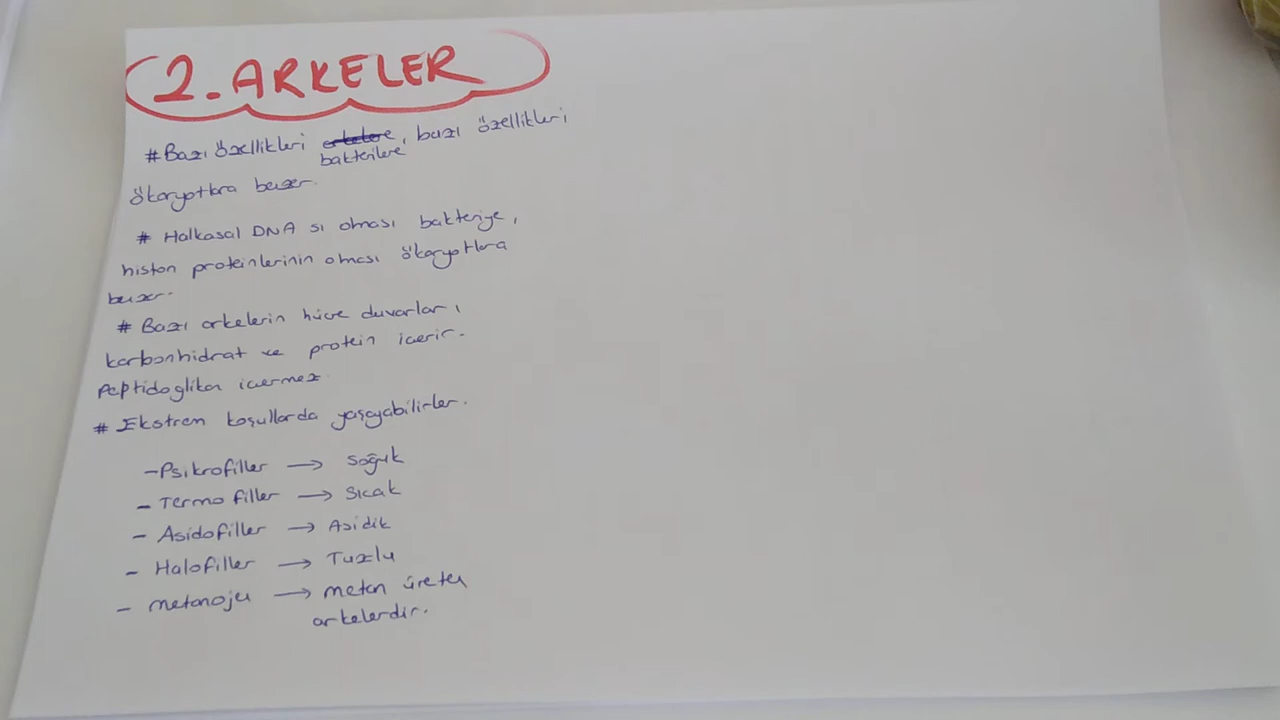 2. ARKELER
# Bazı özellikleri arkelere, bazı özellikleri
bakterilere
ökaryotlara benzer.
# Halkasal DNA sı olması bakteriye,
histon proteinlerinin olması ökaryotlara
benzer.
# Bazı arkelerin hücre duvarları
karbonhidrat ve protein içerir.
Peptidoglikan içermez.
# Ekstrem koşullarda yaşayabilirler.
- Psikrofiller → Soğuk
- Termofiller → Sıcak
- Asidofiller → Asidik
- Halofiller → Tuzlu
- metanojen → metan üreten
arkelerdir.